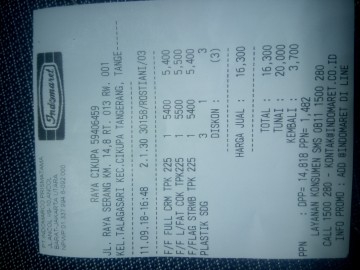 Indomaret
RAYA CIKUPA 59406459
JL. RAYA SERANG KM. 14,8 RT. 013 RW. 001
KEL.TALAGASARI KEC.CIKUPA TANGERANG, TANGE
11.09.18-16:48 2.1.30 30158/ROSTIANI/03
F/F FULL CRM TPK 225 1 5400 5,400
F/F L/FAT COK TPK225 1 5500 5,500
F/FLAG STRWB TPK 225 1 5400 5,400
PLASTIK SDG 3 1 3
DISKON : (3)
HARGA JUAL : 16,300
TOTAL : 16,300
TUNAI : 20,000
KEMBALI : 3,700
PPN : DPP= 14,818 PPN= 1,482
LAYANAN KONSUMEN SMS 0811 1500 280
CALL 1500 280 - KONTAK@INDOMARET.CO.ID
INFO PROMO : ADD @INDOMARET DI LINE